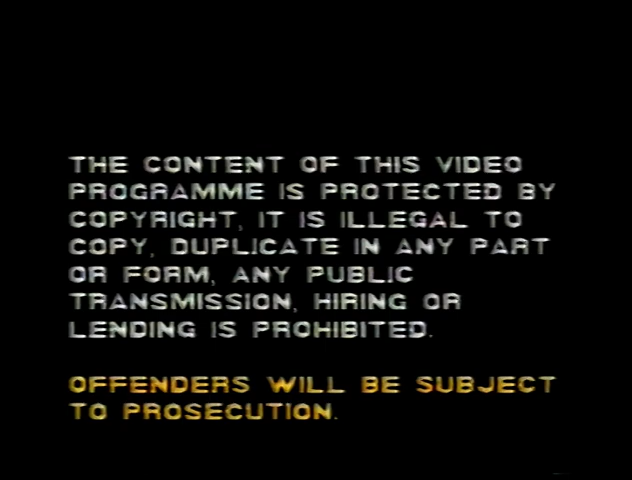 THE CONTENT OF THIS VIDEO
PROGRAMME IS PROTECTED BY
COPYRIGHT, IT IS ILLEGAL TO
COPY, DUPLICATE IN ANY PART
OR FORM, ANY PUBLIC
TRANSMISSION, HIRING OR
LENDING IS PROHIBITED.
OFFENDERS WILL BE SUBJECT
TO PROSECUTION.